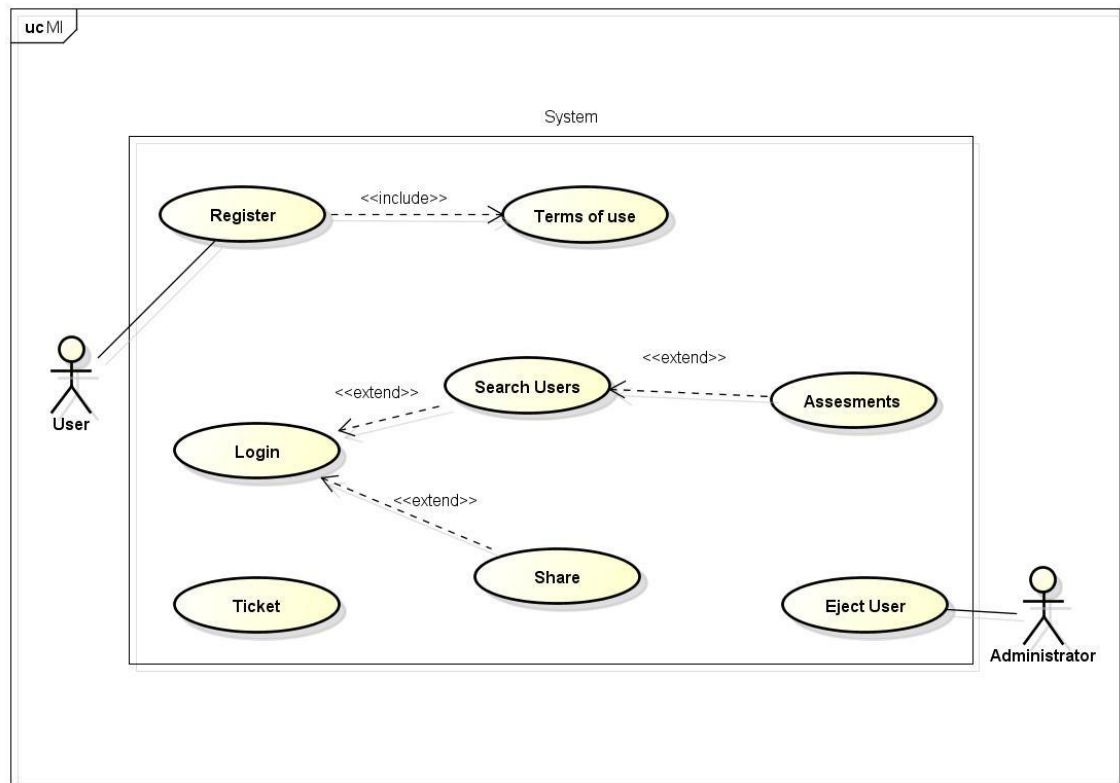 uc MI
System
Register
<<include>>
Terms of use
<<extend>>
Search Users
<<extend>>
Assesments
User
Login
<<extend>>
Ticket
Share
Eject User
Administrator